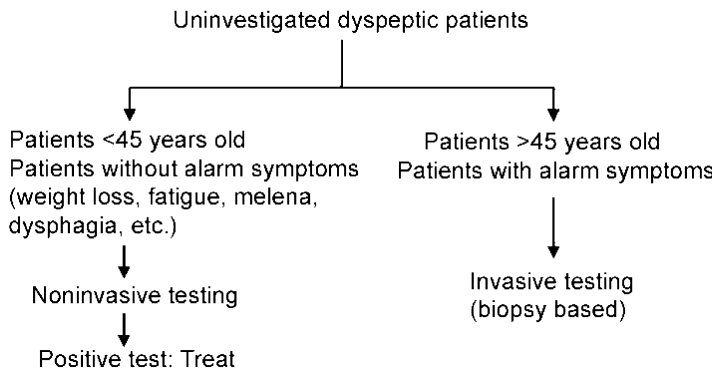 Uninvestigated dyspeptic patients
Patients <45 years old
Patients without alarm symptoms
(weight loss, fatigue, melena,
dysphagia, etc.)
Noninvasive testing
Positive test: Treat
Patients >45 years old
Patients with alarm symptoms
Invasive testing
(biopsy based)